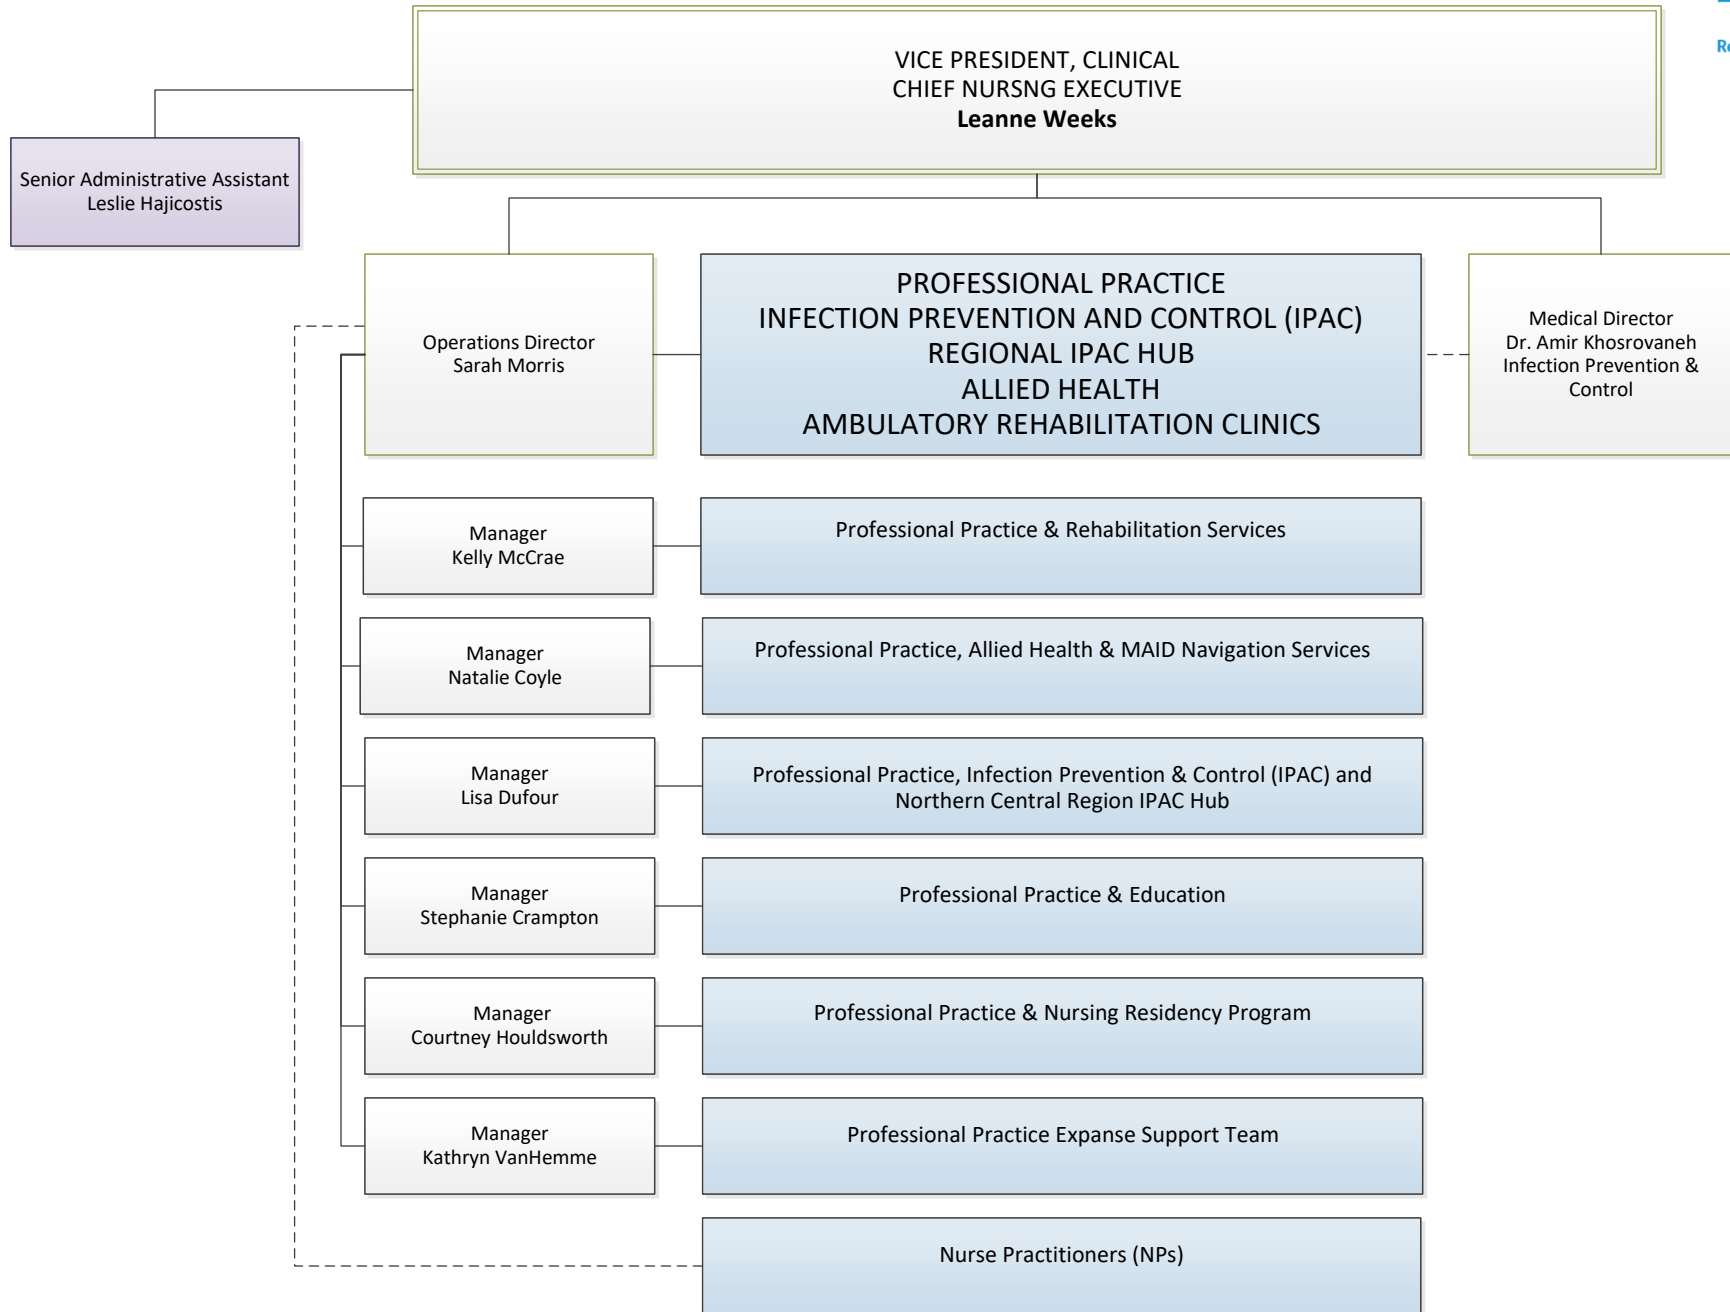 VICE PRESIDENT, CLINICAL
CHIEF NURSNG EXECUTIVE
Leanne Weeks
Senior Administrative Assistant
Leslie Hajicostis
Operations Director
Sarah Morris
PROFESSIONAL PRACTICE
INFECTION PREVENTION AND CONTROL (IPAC)
REGIONAL IPAC HUB
ALLIED HEALTH
AMBULATORY REHABILITATION CLINICS
Medical Director
Dr. Amir Khosrovaneh
Infection Prevention &
Control
Manager
Kelly McCrae
Professional Practice & Rehabilitation Services
Manager
Natalie Coyle
Professional Practice, Allied Health & MAID Navigation Services
Manager
Lisa Dufour
Professional Practice, Infection Prevention & Control (IPAC) and
Northern Central Region IPAC Hub
Manager
Stephanie Crampton
Professional Practice & Education
Manager
Courtney Houldsworth
Professional Practice & Nursing Residency Program
Manager
Kathryn VanHemme
Professional Practice Expanse Support Team
Nurse Practitioners (NPs)